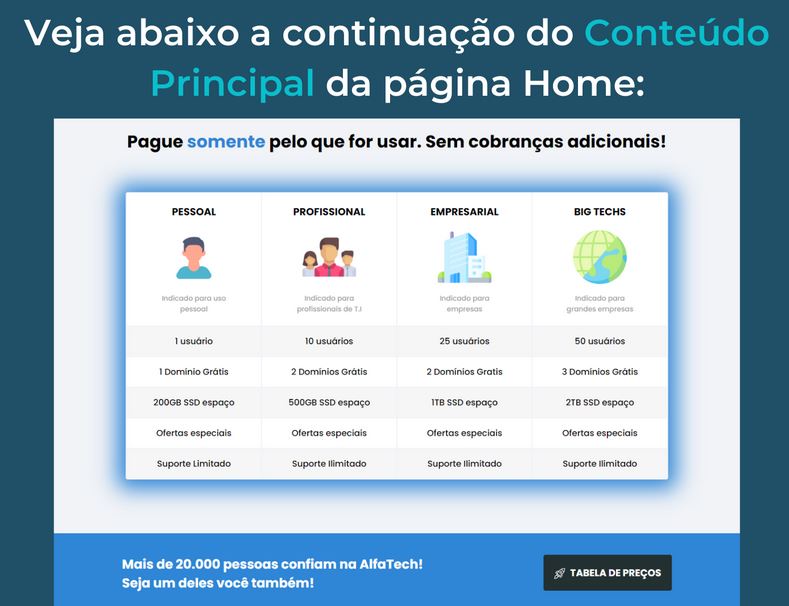 Veja abaixo a continuação do Conteúdo
Principal da página Home:
Pague somente pelo que for usar. Sem cobranças adicionais!
PESSOAL PROFISSIONAL EMPRESARIAL BIG TECHS
Indicado para uso Indicado para Indicado para Indicado para
pessoal profissionais de T.I empresas grandes empresas
1 usuário 10 usuários 25 usuários 50 usuários
1 Domínio Grátis 2 Domínios Grátis 2 Domínios Gratis 3 Domínios Grátis
200GB SSD espaço 500GB SSD espaço 1TB SSD espaço 2TB SSD espaço
Ofertas especiais Ofertas especiais Ofertas especiais Ofertas especiais
Suporte Limitado Suporte Ilimitado Suporte Ilimitado Suporte Ilimitado
Mais de 20.000 pessoas confiam na AlfaTech!
Seja um deles você também!
TABELA DE PREÇOS